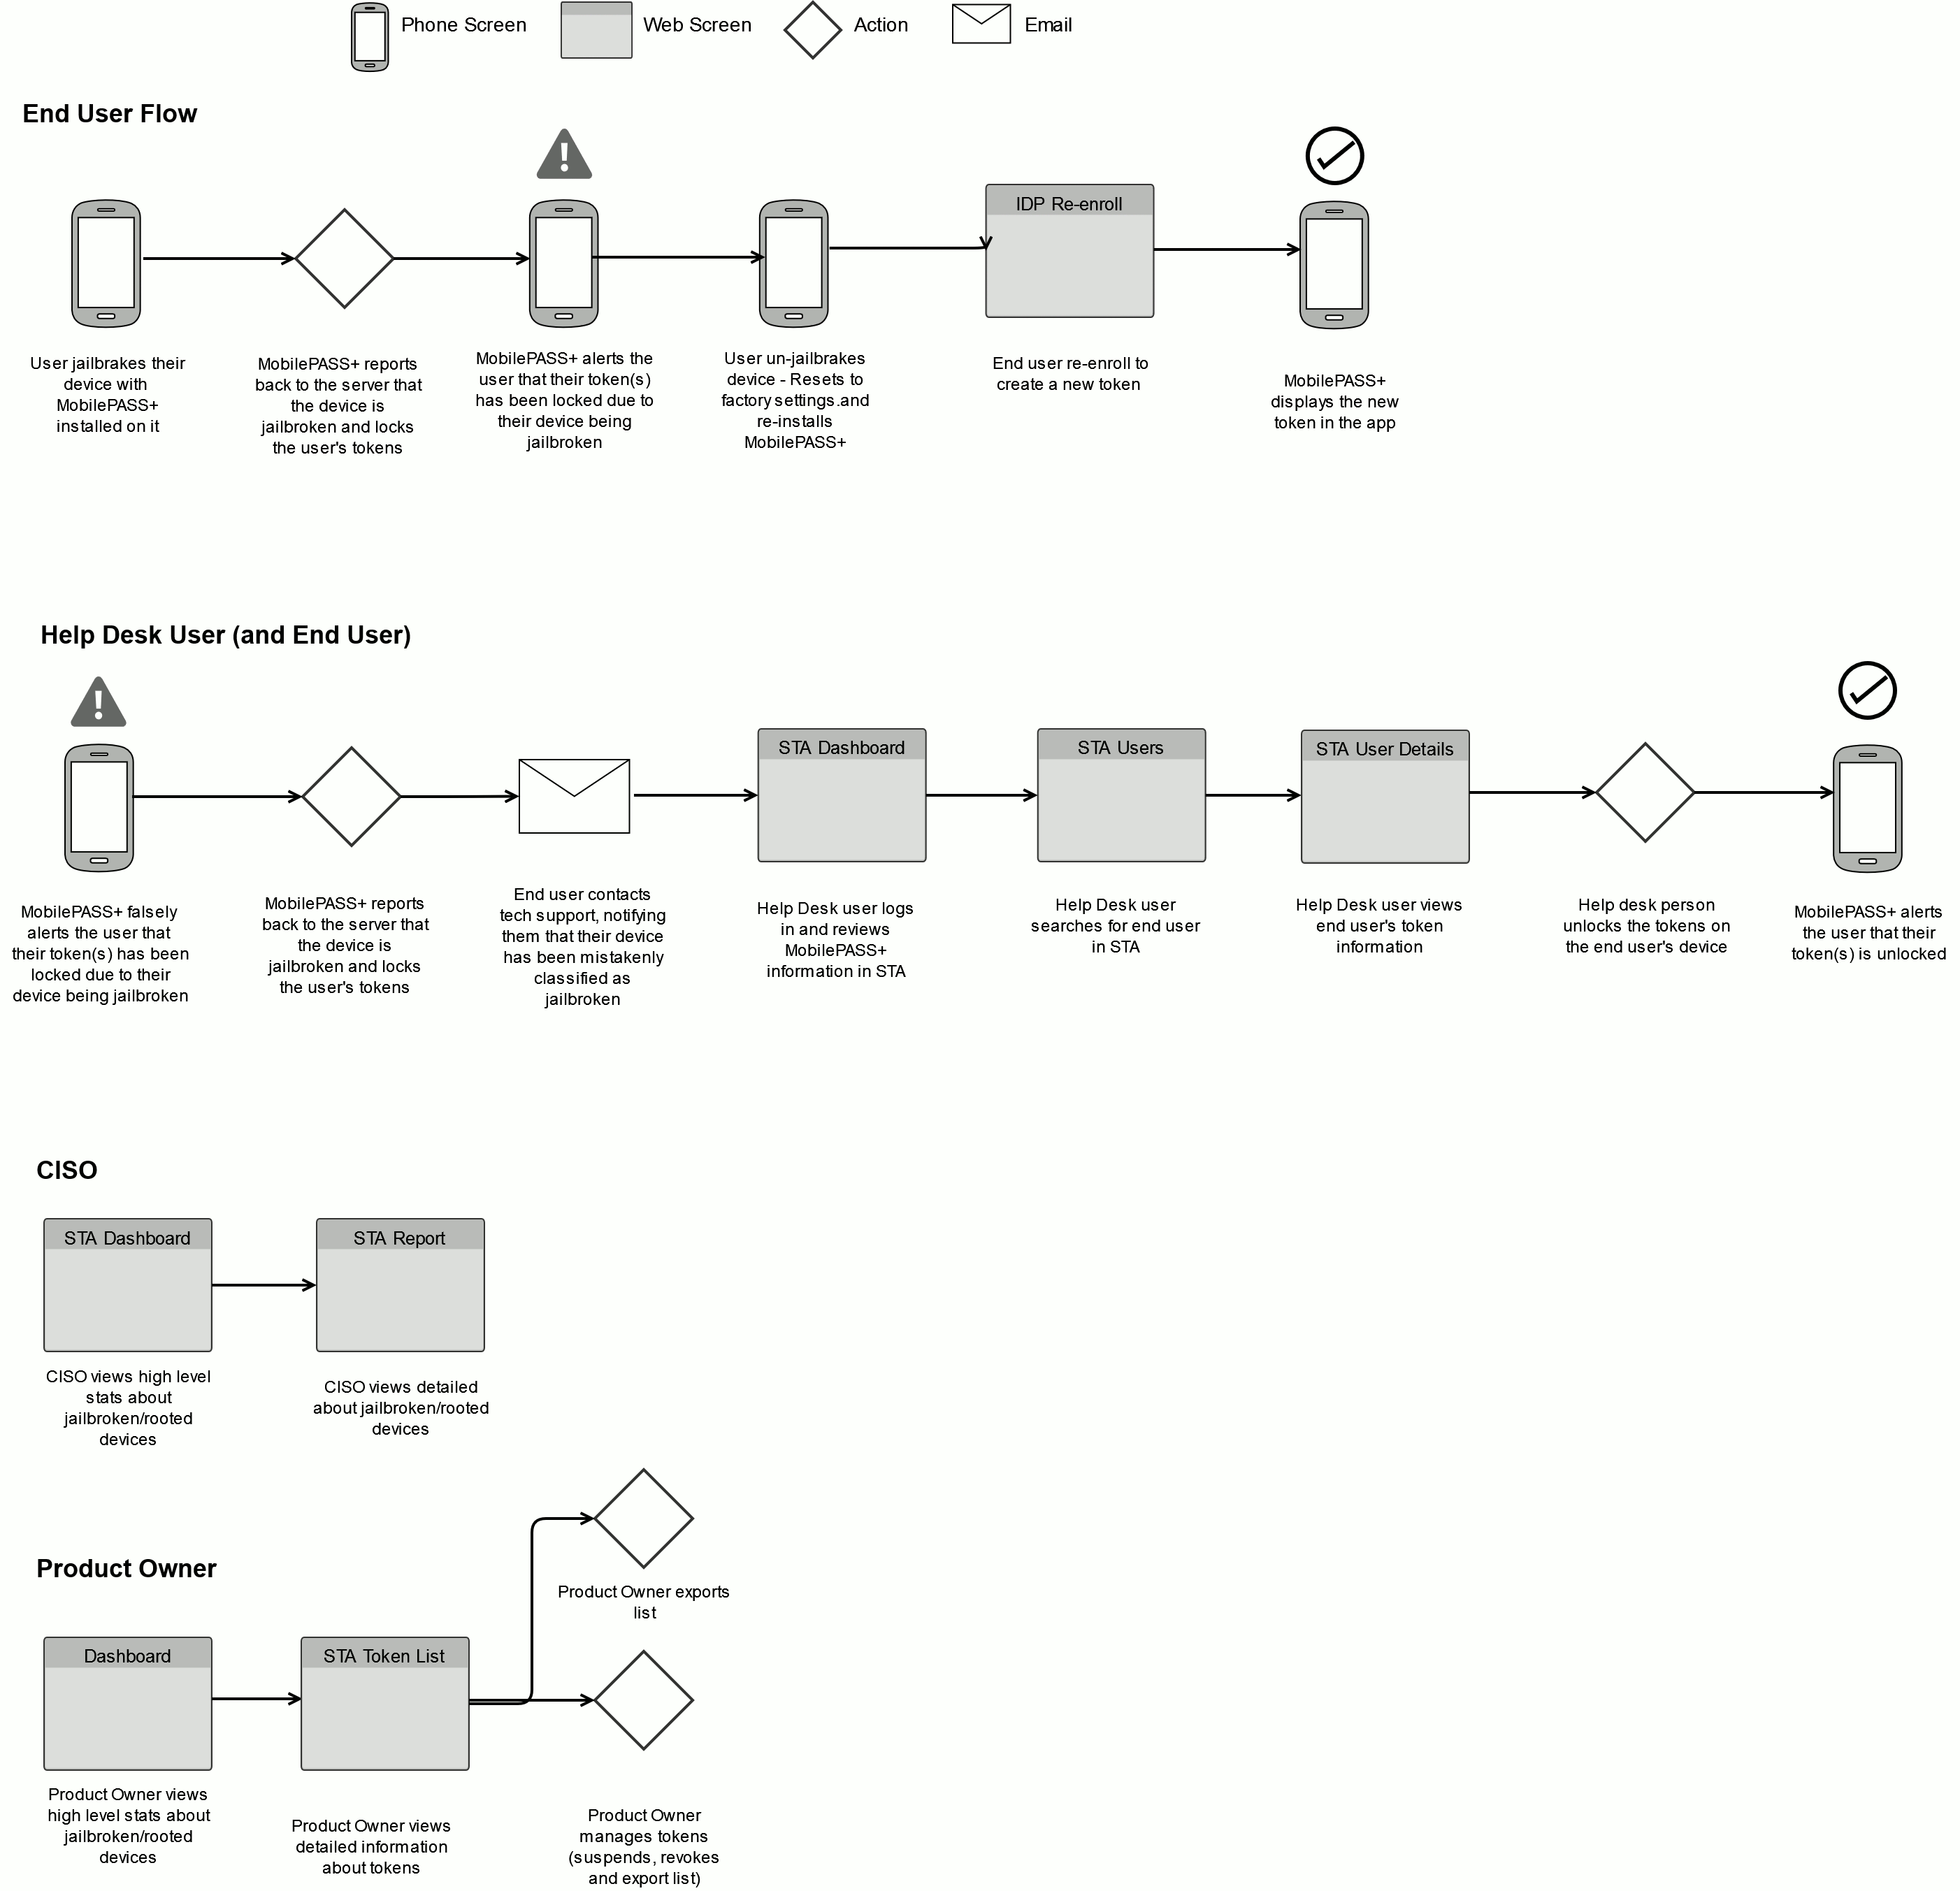 Phone Screen
Web Screen
Action
Email
End User Flow
IDP Re-enroll
User jailbrakes their
device with
MobilePASS+
installed on it
MobilePASS+ reports
back to the server that
the device is
jailbroken and locks
the user's tokens
MobilePASS+ alerts the
user that their token(s)
has been locked due to
their device being
jailbroken
User un-jailbrakes
device - Resets to
factory settings.and
re-installs
MobilePASS+
End user re-enroll to
create a new token
MobilePASS+
displays the new
token in the app
Help Desk User (and End User)
STA Dashboard
STA Users
STA User Details
MobilePASS+ falsely
alerts the user that
their token(s) has been
locked due to their
device being jailbroken
MobilePASS+ reports
back to the server that
the device is
jailbroken and locks
the user's tokens
End user contacts
tech support, notifying
them that their device
has been mistakenly
classified as
jailbroken
Help Desk user logs
in and reviews
MobilePASS+
information in STA
Help Desk user
searches for end user
in STA
Help Desk user views
end user's token
information
Help desk person
unlocks the tokens on
the end user's device
MobilePASS+ alerts
the user that their
token(s) is unlocked
CISO
STA Dashboard
STA Report
CISO views high level
stats about
jailbroken/rooted
devices
CISO views detailed
about jailbroken/rooted
devices
Product Owner
Product Owner exports
list
Dashboard
STA Token List
Product Owner views
high level stats about
jailbroken/rooted
devices
Product Owner views
detailed information
about tokens
Product Owner
manages tokens
(suspends, revokes
and export list)